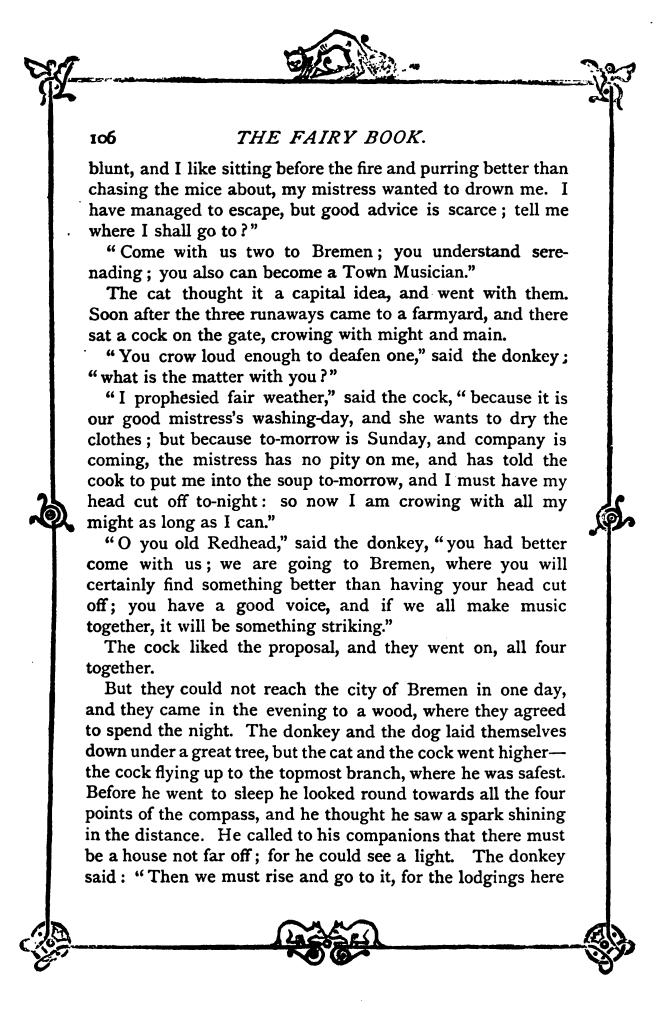 106 THE FAIRY BOOK.
blunt, and I like sitting before the fire and purring better than
chasing the mice about, my mistress wanted to drown me. I
have managed to escape, but good advice is scarce ; tell me
where I shall go to ?”
“ Come with us two to Bremen ; you understand sere-
nading ; you also can become a Town Musician.”
The cat thought it a capital idea, and went with them.
Soon after the three runaways came to a farmyard, and there
sat a cock on the gate, crowing with might and main.
“ You crow loud enough to deafen one,” said the donkey ;
“ what is the matter with you ?”
“ I prophesied fair weather,” said the cock, “ because it is
our good mistress’s washing-day, and she wants to dry the
clothes ; but because to-morrow is Sunday, and company is
coming, the mistress has no pity on me, and has told the
cook to put me into the soup to-morrow, and I must have my
head cut off to-night : so now I am crowing with all my
might as long as I can.”
“ O you old Redhead,” said the donkey, “ you had better
come with us ; we are going to Bremen, where you will
certainly find something better than having your head cut
off ; you have a good voice, and if we all make music
together, it will be something striking.”
The cock liked the proposal, and they went on, all four
together.
But they could not reach the city of Bremen in one day,
and they came in the evening to a wood, where they agreed
to spend the night. The donkey and the dog laid themselves
down under a great tree, but the cat and the cock went higher—
the cock flying up to the topmost branch, where he was safest.
Before he went to sleep he looked round towards all the four
points of the compass, and he thought he saw a spark shining
in the distance. He called to his companions that there must
be a house not far off ; for he could see a light. The donkey
said : “ Then we must rise and go to it, for the lodgings here